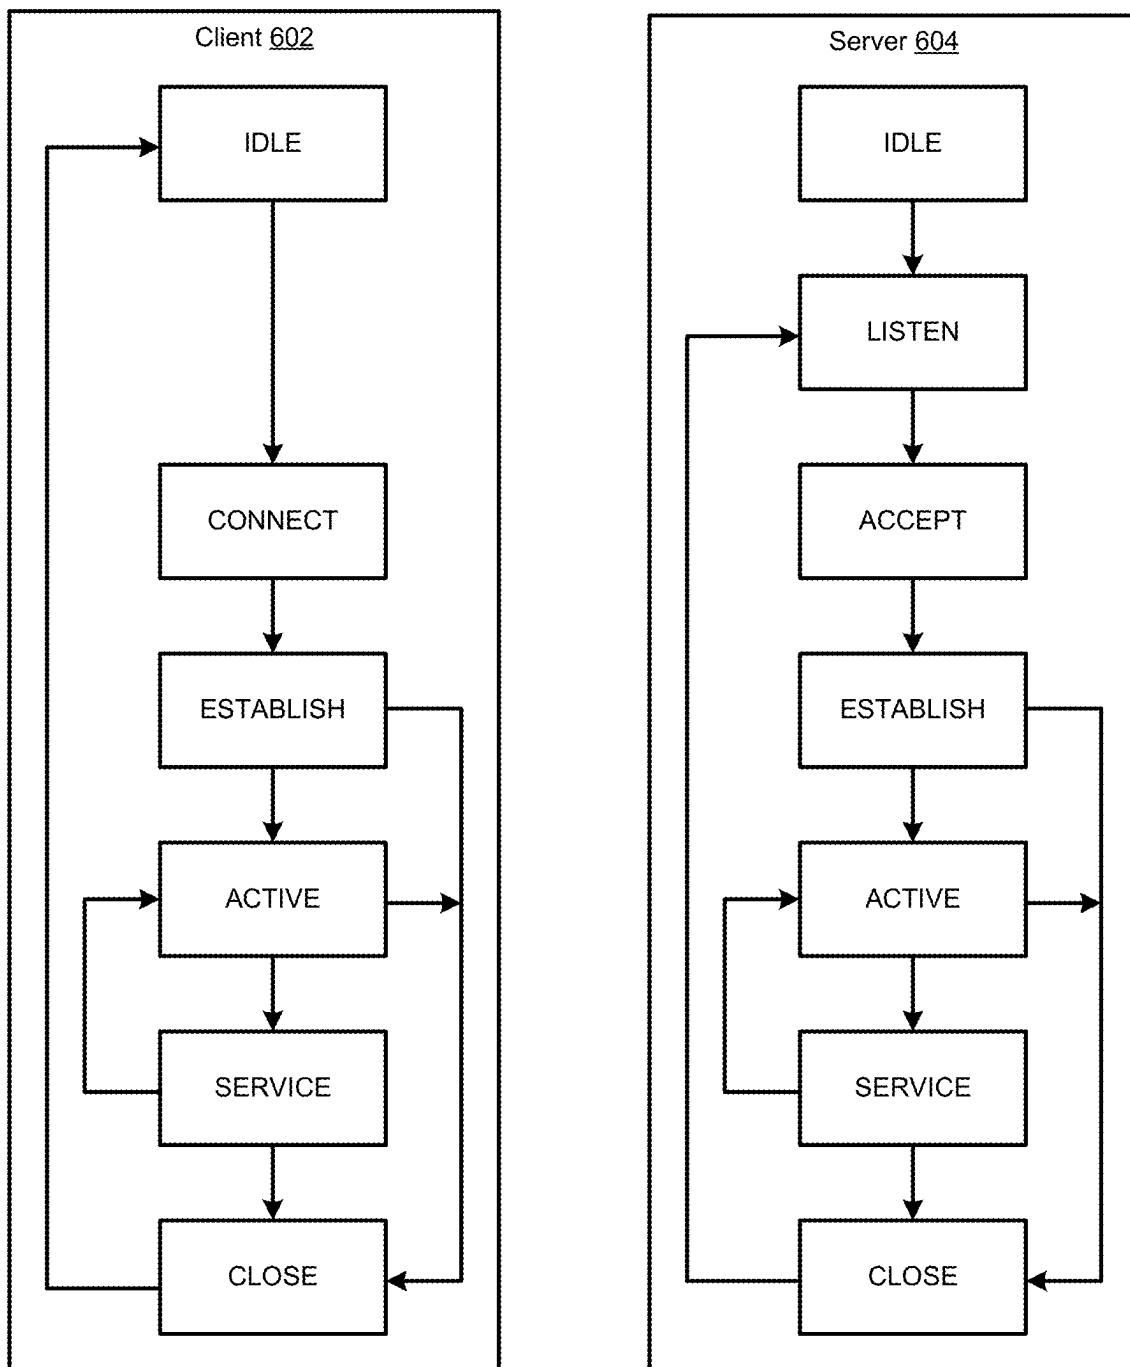 Client 602
IDLE
CONNECT
ESTABLISH
ACTIVE
SERVICE
CLOSE
Server 604
IDLE
LISTEN
ACCEPT
ESTABLISH
ACTIVE
SERVICE
CLOSE